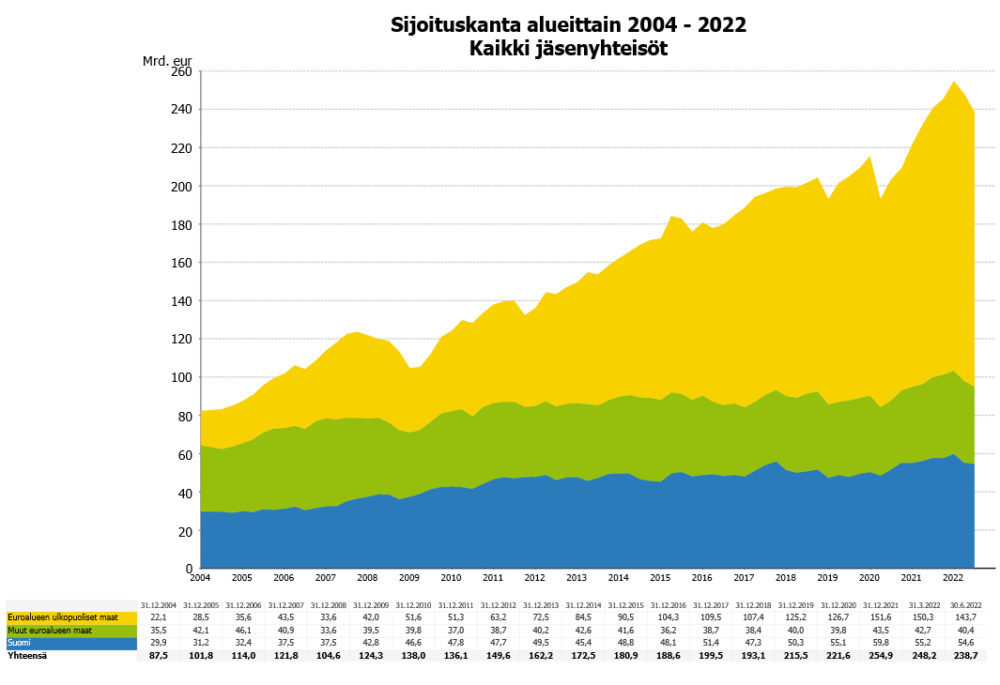 Sijoituskanta alueittain 2004 - 2022
Kaikki jäsenyhteisöt
Mrd. eur
260
240
220
200
180
160
140
120
100
80
60
40
20
0
2004 2005 2006 2007 2008 2009 2010 2011 2012 2013 2014 2015 2016 2017 2018 2019 2020 2021 2022
31.12.2004 31.12.2005 31.12.2006 31.12.2007 31.12.2008 31.12.2009 31.12.2010 31.12.2011 31.12.2012 31.12.2013 31.12.2014 31.12.2015 31.12.2016 31.12.2017 31.12.2018 31.12.2019 31.12.2020 31.12.2021 31.3.2022 30.6.2022
Euroalueen ulkopuoliset maat 22,1 28,5 35,6 43,5 33,6 42,0 51,6 51,3 63,2 72,5 84,5 90,5 104,3 109,5 107,4 125,2 126,7 151,6 150,3 143,7
Muut euroalueen maat 35,5 42,1 46,1 40,9 33,6 39,5 39,8 37,0 38,7 40,2 42,6 41,6 36,2 38,7 38,4 40,0 39,8 43,5 42,7 40,4
Suomi 29,9 31,2 32,4 37,5 37,5 42,8 46,6 47,8 47,7 49,5 45,4 48,8 48,1 51,4 47,3 50,3 55,1 59,8 55,2 54,6
Yhteensä 87,5 101,8 114,0 121,8 104,6 124,3 138,0 136,1 149,6 162,2 172,5 180,9 188,6 199,5 193,1 215,5 221,6 254,9 248,2 238,7